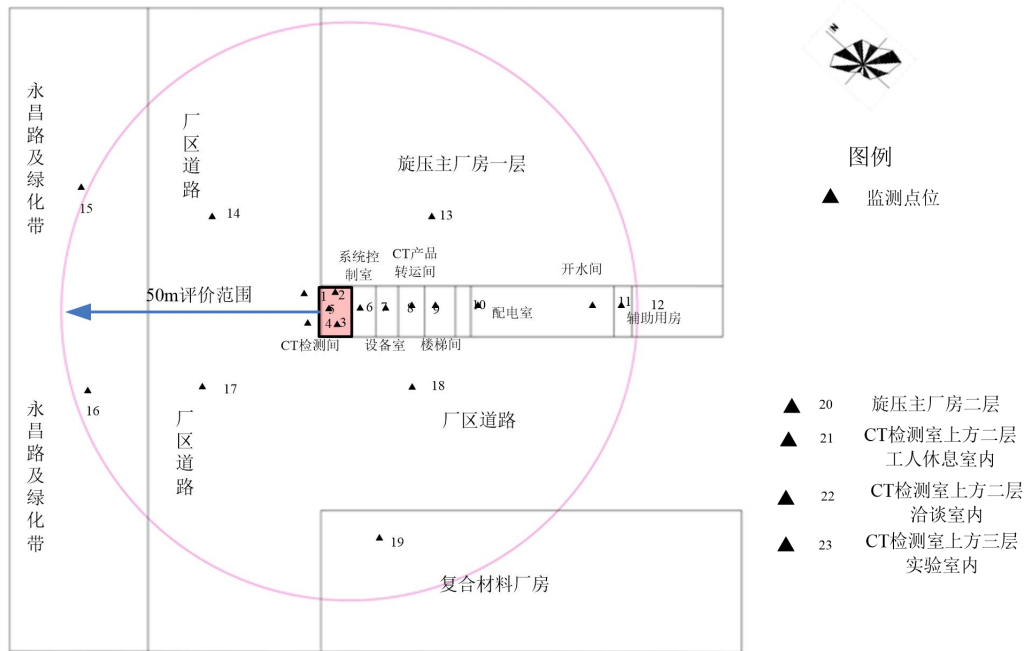 N
图例
监测点位
永昌路及绿化带
厂区道路
旋压主厂房一层
15
14
13
系统控
制室
CT产品
转运间
开水间
50m评价范围
1
2
5
6
7
8
9
10
配电室
11
12
辅助用房
4
3
CT检测间
设备室
楼梯间
永昌路及绿化带
16
17
18
厂区道路
厂区道路
19
复合材料厂房
20
旋压主厂房二层
21
CT检测室上方二层
工人休息室内
22
CT检测室上方二层
洽谈室内
23
CT检测室上方三层
实验室内